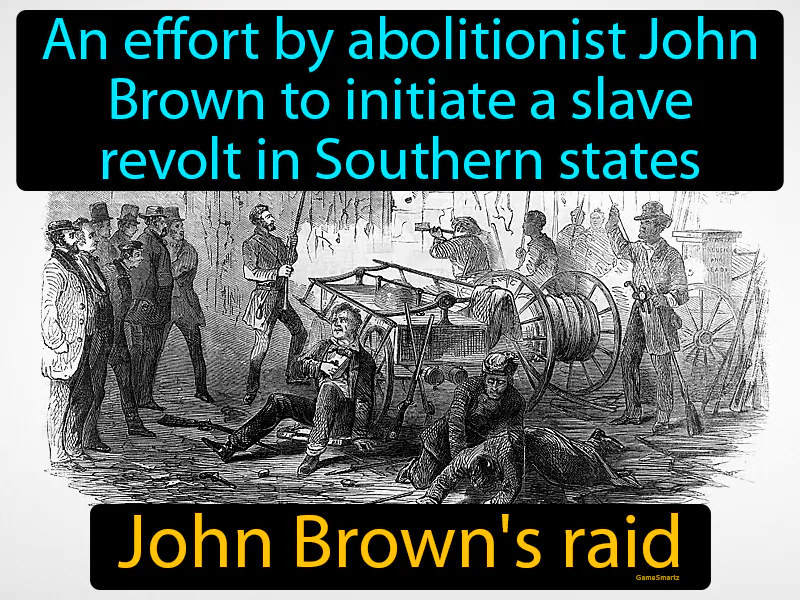 An effort by abolitionist John
Brown to initiate a slave
revolt in Southern states
John Brown's raid
GameSmartz